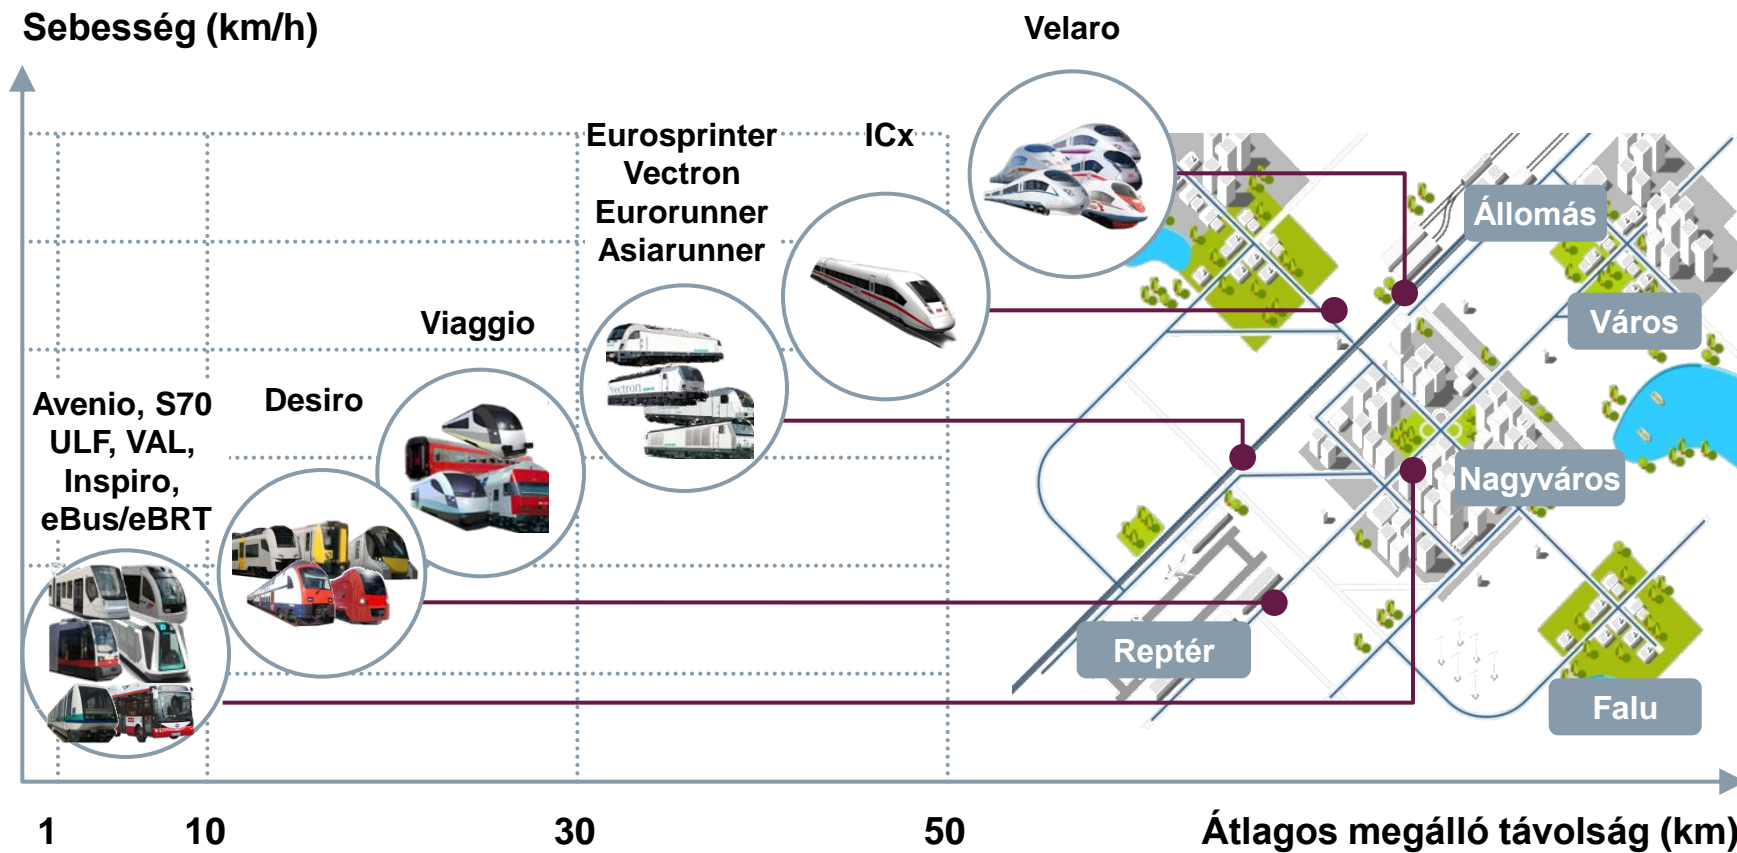 Sebesség (km/h)
Velaro
Eurosprinter
Vectron
Eurorunner
Asiarunner
ICx
Állomás
Város
Viaggio
Desiro
Avenio, S70
ULF, VAL,
Inspiro,
eBus/eBRT
Vectron
Nagyváros
Reptér
Falu
1
10
30
50
Átlagos megálló távolság (km)